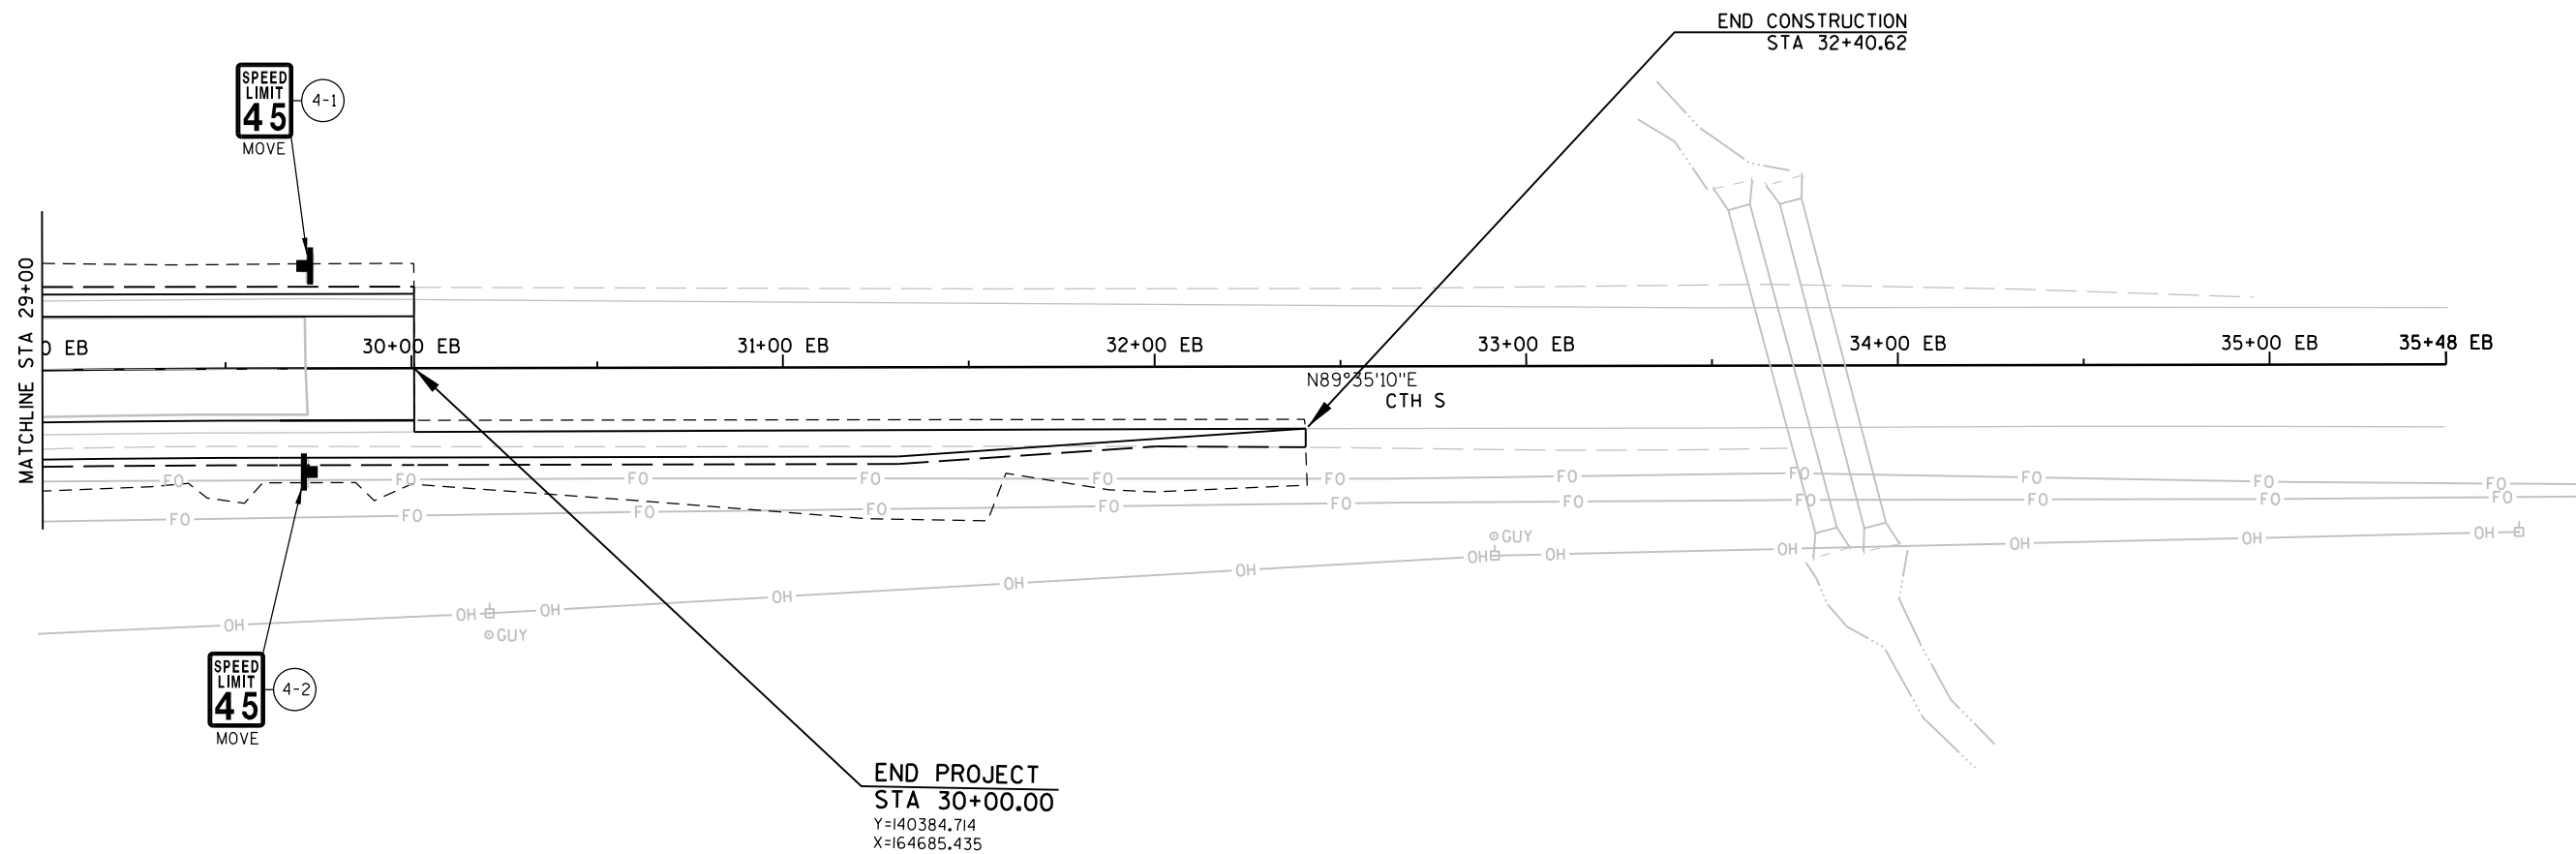 END CONSTRUCTION
STA 32+40.62
SPEED
LIMIT
45
4-1
MOVE
MATCHLINE STA 29+00
0 EB
30+00 EB
31+00 EB
32+00 EB
33+00 EB
34+00 EB
35+00 EB
35+48 EB
N89°35'10"E
CTH S
FO FO FO FO FO FO FO FO FO FO FO
FO FO FO FO FO FO FO FO FO FO FO
GUY
OH OH OH OH OH OH OH OH OH OH OH OH
GUY
SPEED
LIMIT
45
4-2
MOVE
END PROJECT
STA 30+00.00
Y=140384.714
X=164685.435